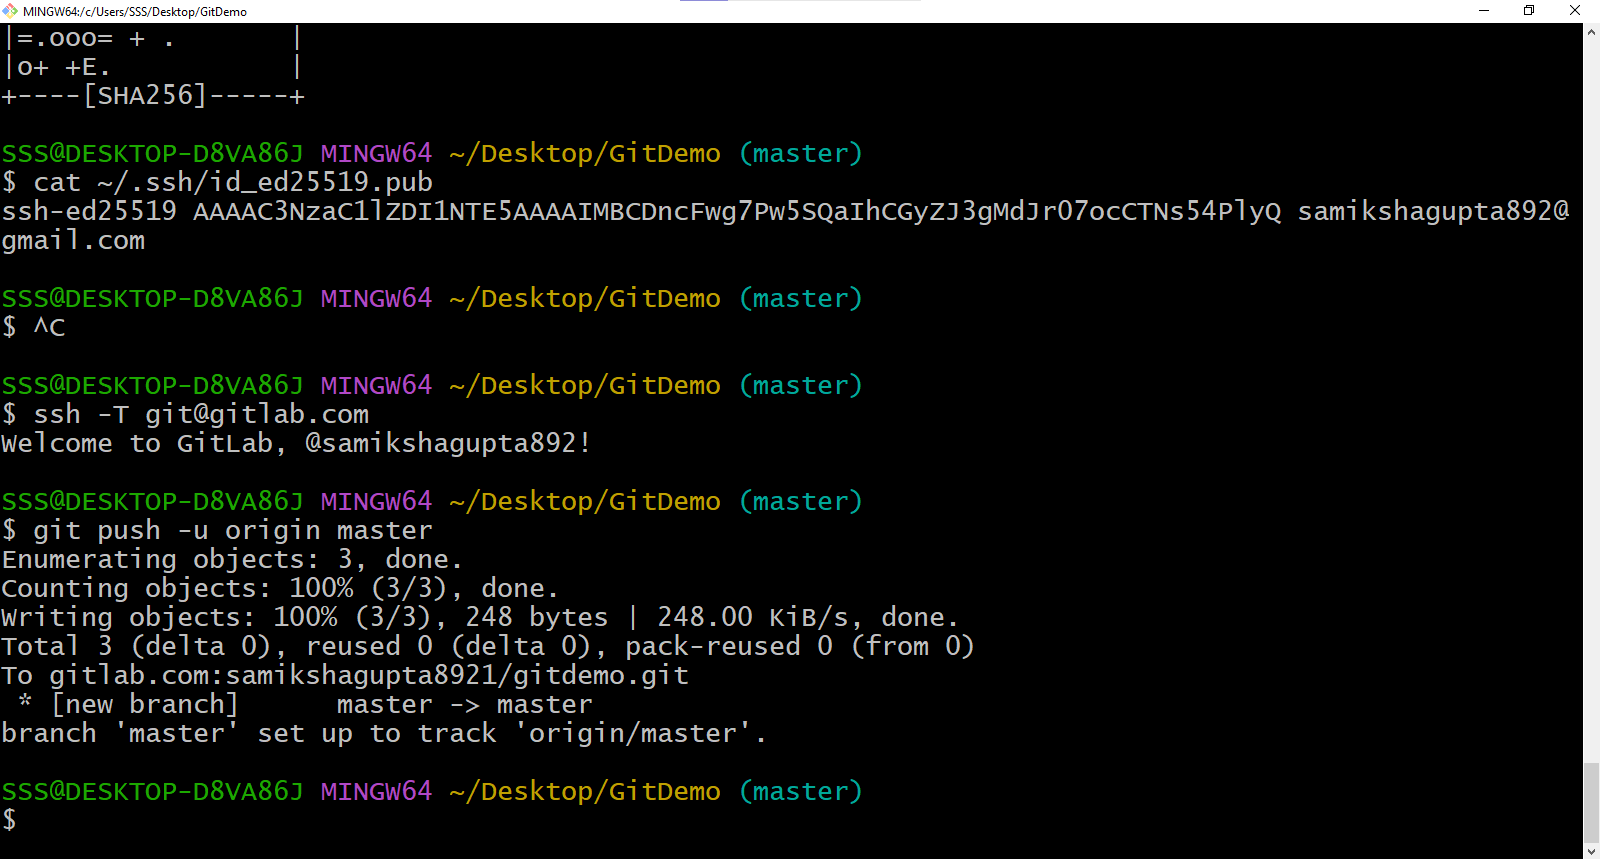 MINGW64:/c/Users/SSS/Desktop/GitDemo
|=.ooo= + .       |
|o+ +E.           |
+----[SHA256]-----+
SSS@DESKTOP-D8VA86J MINGW64 ~/Desktop/GitDemo (master)
$ cat ~/.ssh/id_ed25519.pub
ssh-ed25519 AAAAC3NzaC1lZDI1NTE5AAAAIMBCDncFwg7Pw5SQaIhCGyZJ3gMdJrO7ocCTNs54PlyQ samikshagupta892@
gmail.com
SSS@DESKTOP-D8VA86J MINGW64 ~/Desktop/GitDemo (master)
$ ^C
SSS@DESKTOP-D8VA86J MINGW64 ~/Desktop/GitDemo (master)
$ ssh -T git@gitlab.com
Welcome to GitLab, @samikshagupta892!
SSS@DESKTOP-D8VA86J MINGW64 ~/Desktop/GitDemo (master)
$ git push -u origin master
Enumerating objects: 3, done.
Counting objects: 100% (3/3), done.
Writing objects: 100% (3/3), 248 bytes | 248.00 KiB/s, done.
Total 3 (delta 0), reused 0 (delta 0), pack-reused 0 (from 0)
To gitlab.com:samikshagupta8921/gitdemo.git
 * [new branch]      master -> master
branch 'master' set up to track 'origin/master'.
SSS@DESKTOP-D8VA86J MINGW64 ~/Desktop/GitDemo (master)
$